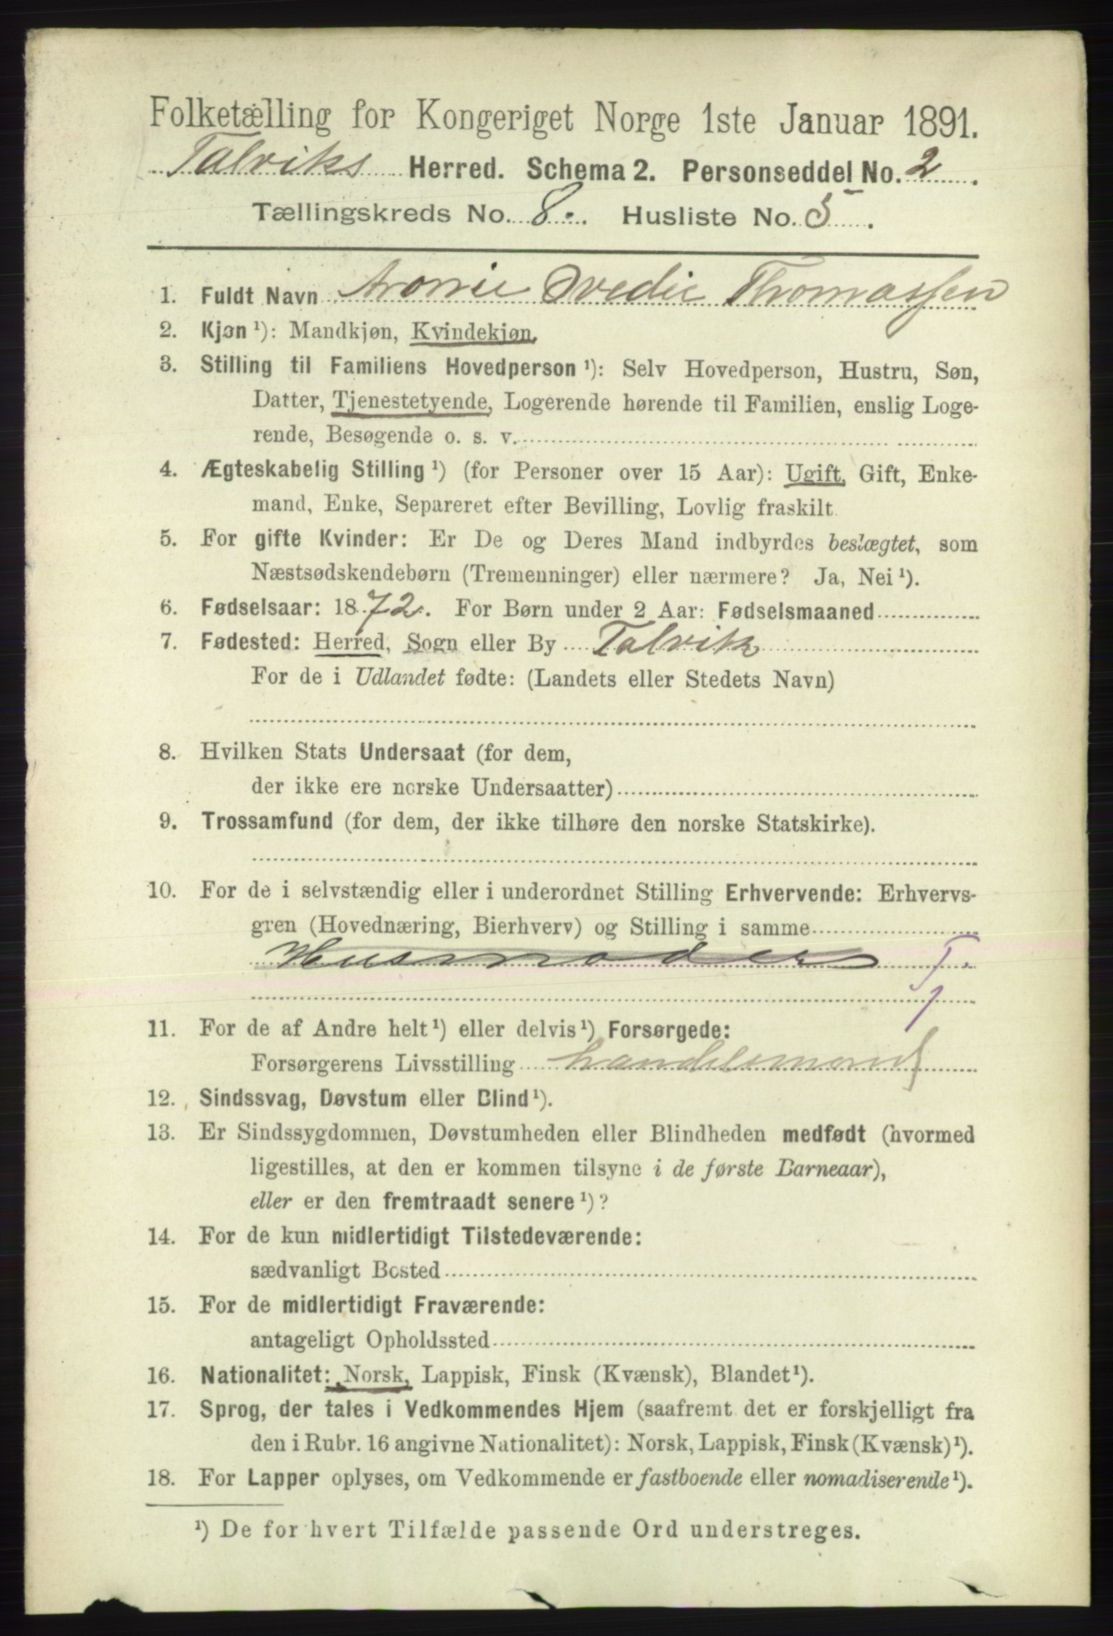 Folketælling for Kongeriget Norge 1ste Januar 1891.
Talviks Herred. Schema 2. Personseddel No. 2.
Tællingskreds No. 8. Husliste No. 5.
1. Fuldt Navn Thomassen
2. Kjøn ¹): Mandkjøn, Kvindekjøn.
3. Stilling til Familiens Hovedperson ¹): Selv Hovedperson, Hustru, Søn,
Datter, Tjenestetyende, Logerende hørende til Familien, enslig Loge-
rende, Besøgende o. s. v.
4. Ægteskabelig Stilling ¹) (for Personer over 15 Aar): Ugift, Gift, Enke-
mand, Enke, Separeret efter Bevilling, Lovlig fraskilt
5. For gifte Kvinder: Er De og Deres Mand indbyrdes beslægtet, som
Næstsødskendebørn (Tremenninger) eller nærmere? Ja, Nei ¹).
6. Fødselsaar: 1872. For Børn under 2 Aar: Fødselsmaaned
7. Fødested: Herred, Sogn eller By Talvik
For de i Udlandet fødte: (Landets eller Stedets Navn)
8. Hvilken Stats Undersaat (for dem,
der ikke ere norske Undersaatter)
9. Trossamfund (for dem, der ikke tilhøre den norske Statskirke).
10. For de i selvstændig eller i underordnet Stilling Erhvervende: Erhvervs-
gren (Hovednæring, Bierhverv) og Stilling i samme
Husmoder T.
1
11. For de af Andre helt ¹) eller delvis ¹) Forsørgede:
Forsørgerens Livsstilling handelsmand
12. Sindssvag, Døvstum eller Blind ¹).
13. Er Sindssygdommen, Døvstumheden eller Blindheden medfødt (hvormed
ligestilles, at den er kommen tilsyne i de første Barneaar),
eller er den fremtraadt senere ¹)?
14. For de kun midlertidigt Tilstedeværende:
sædvanligt Bosted
15. For de midlertidigt Fraværende:
antageligt Opholdssted
16. Nationalitet: Norsk, Lappisk, Finsk (Kvænsk), Blandet ¹).
17. Sprog, der tales i Vedkommendes Hjem (saafremt det er forskjelligt fra
den i Rubr. 16 angivne Nationalitet): Norsk, Lappisk, Finsk (Kvænsk) ¹).
18. For Lapper oplyses, om Vedkommende er fastboende eller nomadiserende ¹).
¹) De for hvert Tilfælde passende Ord understreges.